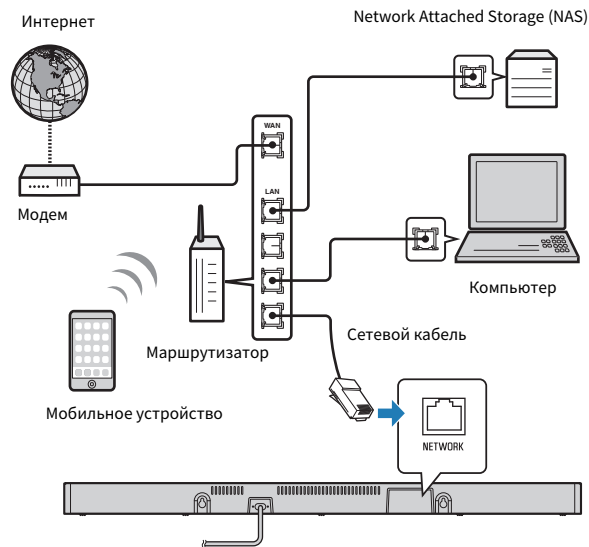 Интернет
Network Attached Storage (NAS)
WAN
LAN
Модем
Компьютер
Маршрутизатор
Сетевой кабель
Мобильное устройство
NETWORK